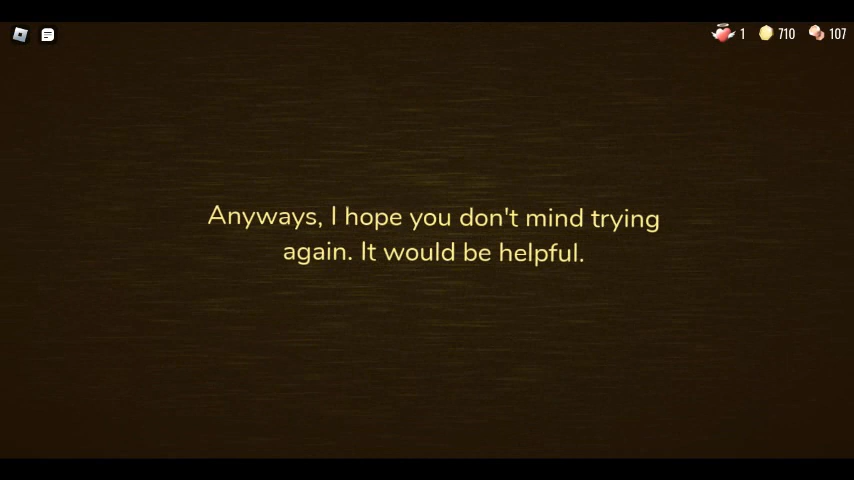 1 710 107
Anyways, I hope you don't mind trying
again. It would be helpful.